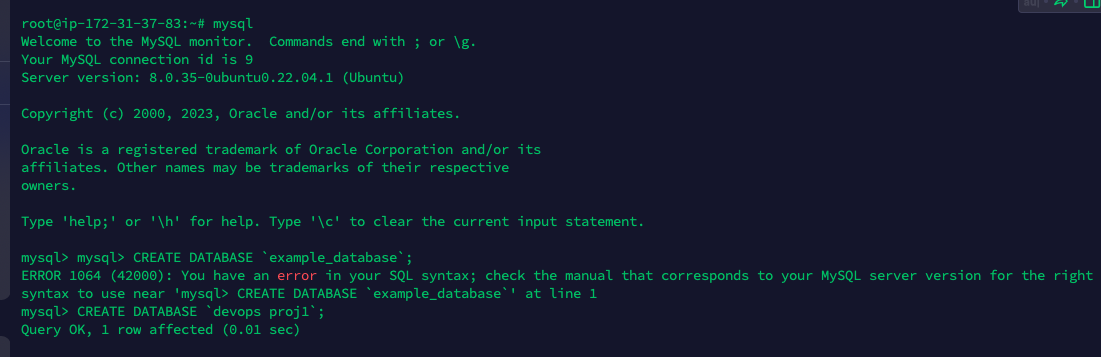 root@ip-172-31-37-83:~# mysql
Welcome to the MySQL monitor.  Commands end with ; or \g.
Your MySQL connection id is 9
Server version: 8.0.35-0ubuntu0.22.04.1 (Ubuntu)
Copyright (c) 2000, 2023, Oracle and/or its affiliates.
Oracle is a registered trademark of Oracle Corporation and/or its
affiliates. Other names may be trademarks of their respective
owners.
Type 'help;' or '\h' for help. Type '\c' to clear the current input statement.
mysql> mysql> CREATE DATABASE `example_database`;
ERROR 1064 (42000): You have an error in your SQL syntax; check the manual that corresponds to your MySQL server version for the right
syntax to use near 'mysql> CREATE DATABASE `example_database`' at line 1
mysql> CREATE DATABASE `devops proj1`;
Query OK, 1 row affected (0.01 sec)